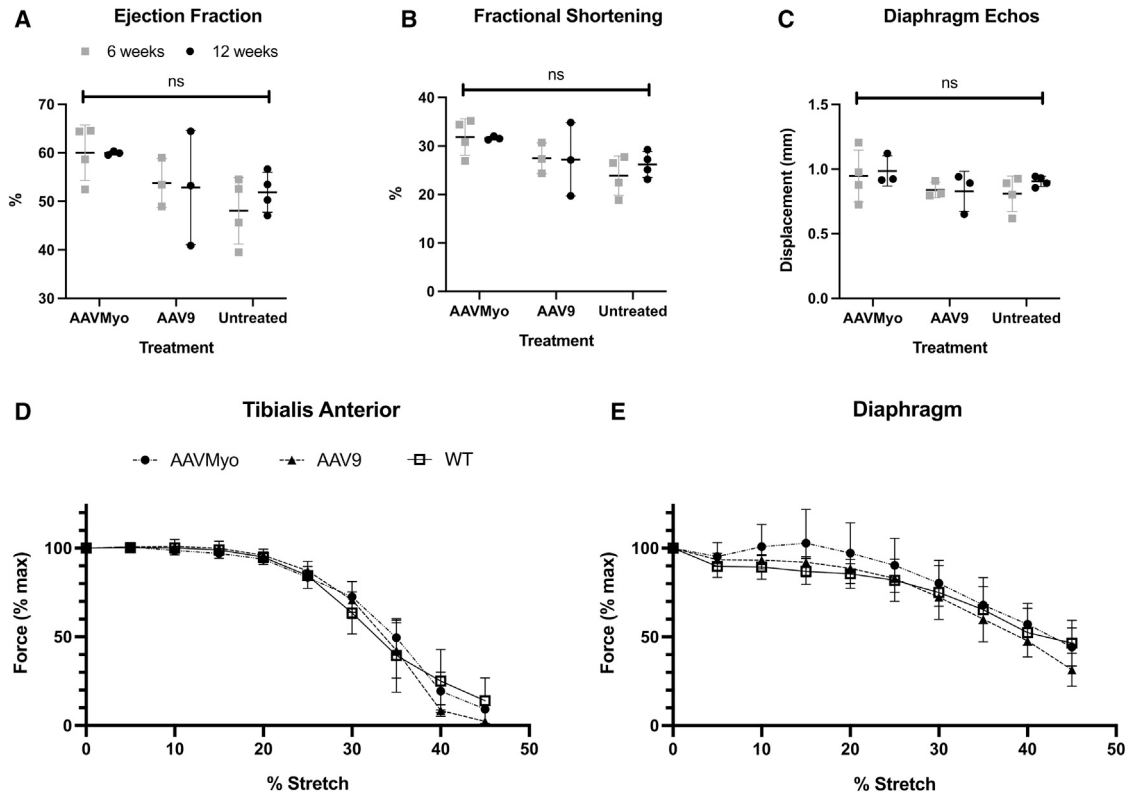 A Ejection Fraction
6 weeks 12 weeks
ns
70
60
50
40
30
%
AAVMyo AAV9 Untreated
Treatment
B Fractional Shortening
ns
40
30
20
10
0
%
AAVMyo AAV9 Untreated
Treatment
C Diaphragm Echos
ns
1.5
1.0
0.5
0.0
Displacement (mm)
AAVMyo AAV9 Untreated
Treatment
D Tibialis Anterior
AAVMyo AAV9 WT
100
50
0
Force (% max)
0 10 20 30 40 50
% Stretch
E Diaphragm
100
50
0
Force (% max)
0 10 20 30 40 50
% Stretch